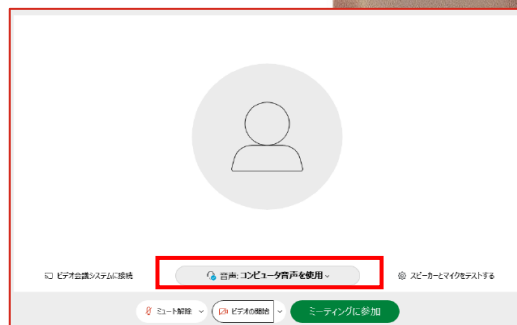 ビデオ会議システムに接続
音声: コンピュータ音声を使用
スピーカーとマイクをテストする
ミュート解除
ビデオの開始
ミーティングに参加